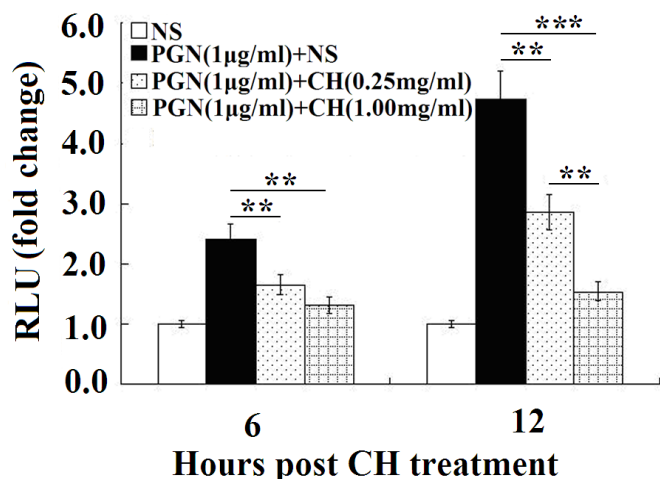 NS
PGN(1μg/ml)+NS
PGN(1μg/ml)+CH(0.25mg/ml)
PGN(1μg/ml)+CH(1.00mg/ml)
RLU (fold change)
6.0
5.0
4.0
3.0
2.0
1.0
0.0
**
**
***
**
**
6
12
Hours post CH treatment